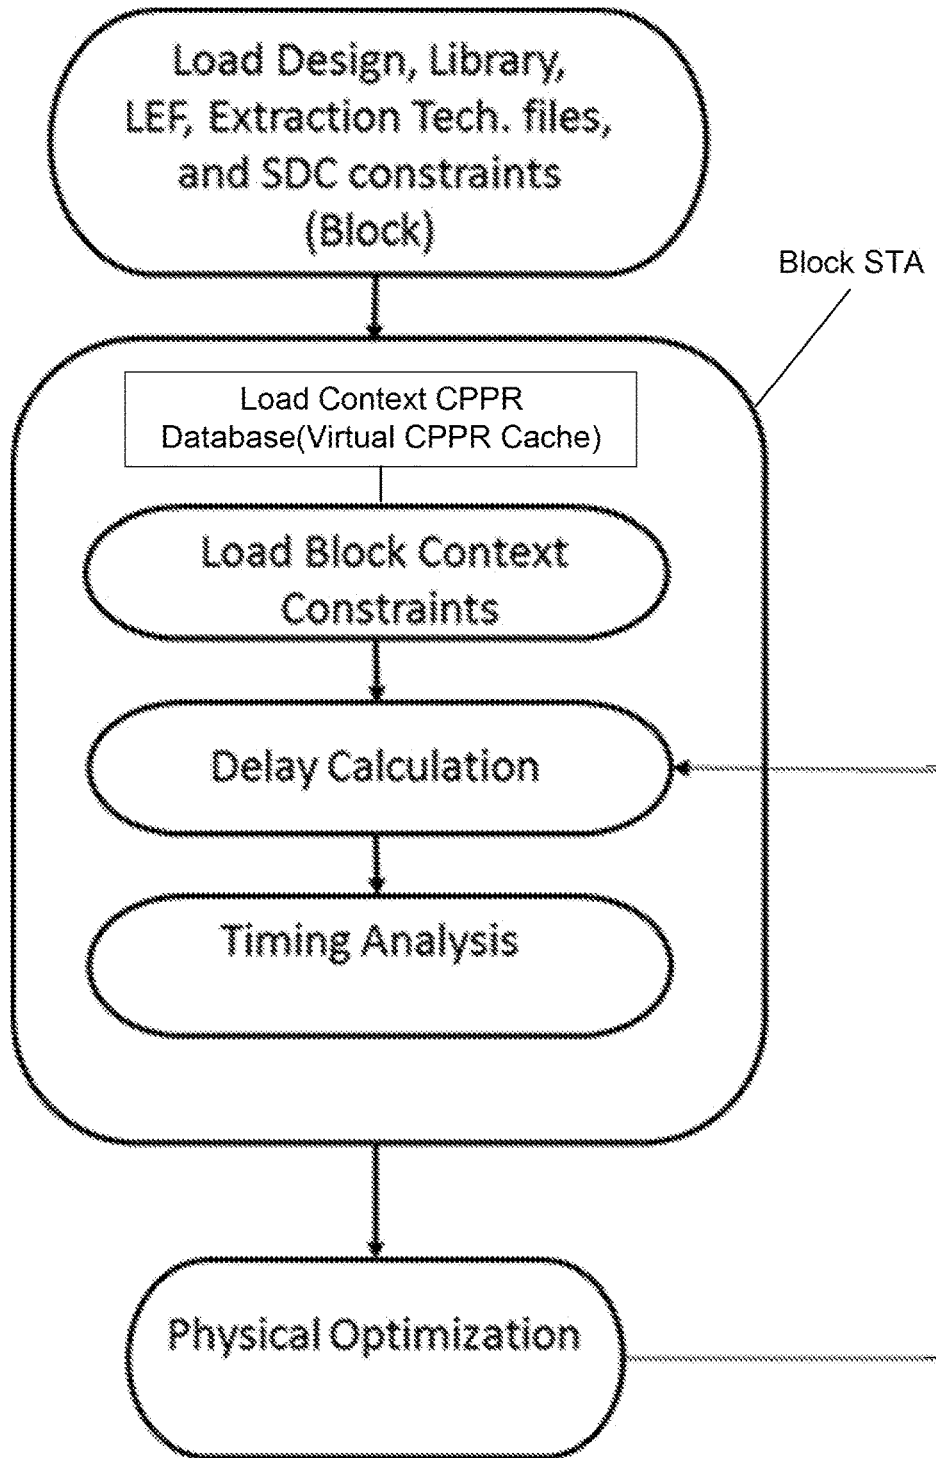 Load Design, Library,
LEF, Extraction Tech. files,
and SDC constraints
(Block)
Block STA
Load Context CPPR
Database(Virtual CPPR Cache)
Load Block Context
Constraints
Delay Calculation
Timing Analysis
Physical Optimization